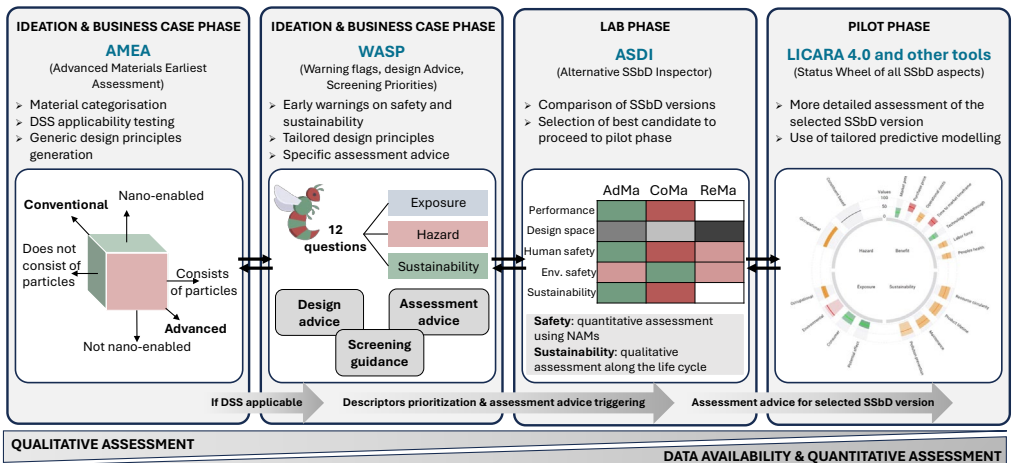 IDEATION & BUSINESS CASE PHASE
AMEA
(Advanced Materials Earliest
Assessment)
➢ Material categorisation
➢ DSS applicability testing
➢ Generic design principles
generation
Nano-enabled
Conventional
Does not
consist of
particles
Consists
of particles
Advanced
Not nano-enabled
IDEATION & BUSINESS CASE PHASE
WASP
(Warning flags, design Advice,
Screening Priorities)
➢ Early warnings on safety and
sustainability
➢ Tailored design principles
➢ Specific assessment advice
12
questions
Exposure
Hazard
Sustainability
Design
advice
Assessment
advice
Screening
guidance
LAB PHASE
ASDI
(Alternative SSbD Inspector)
➢ Comparison of SSbD versions
➢ Selection of best candidate to
proceed to pilot phase
AdMa CoMa ReMa
Performance
Design space
Human safety
Env. safety
Sustainability
Safety: quantitative assessment
using NAMs
Sustainability: qualitative
assessment along the life cycle
PILOT PHASE
LICARA 4.0 and other tools
(Status Wheel of all SSbD aspects)
➢ More detailed assessment of the
selected SSbD version
➢ Use of tailored predictive modelling
Values
100
50
0
Occupational
Hazard
Benefit
Exposure
Sustainability
Occupational
Environmental
Consumer
If DSS applicable
Descriptors prioritization & assessment advice triggering
Assessment advice for selected SSbD version
QUALITATIVE ASSESSMENT
DATA AVAILABILITY & QUANTITATIVE ASSESSMENT